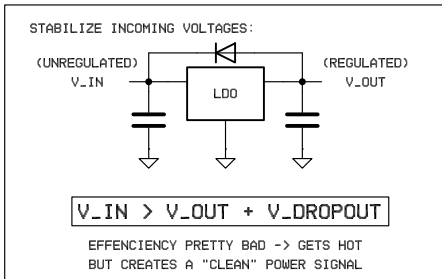 STABILIZE INCOMING VOLTAGES:
(UNREGULATED)
V_IN
LDO
(REGULATED)
V_OUT
V_IN > V_OUT + V_DROPOUT
EFFENCIENCY PRETTY BAD -> GETS HOT
BUT CREATES A "CLEAN" POWER SIGNAL